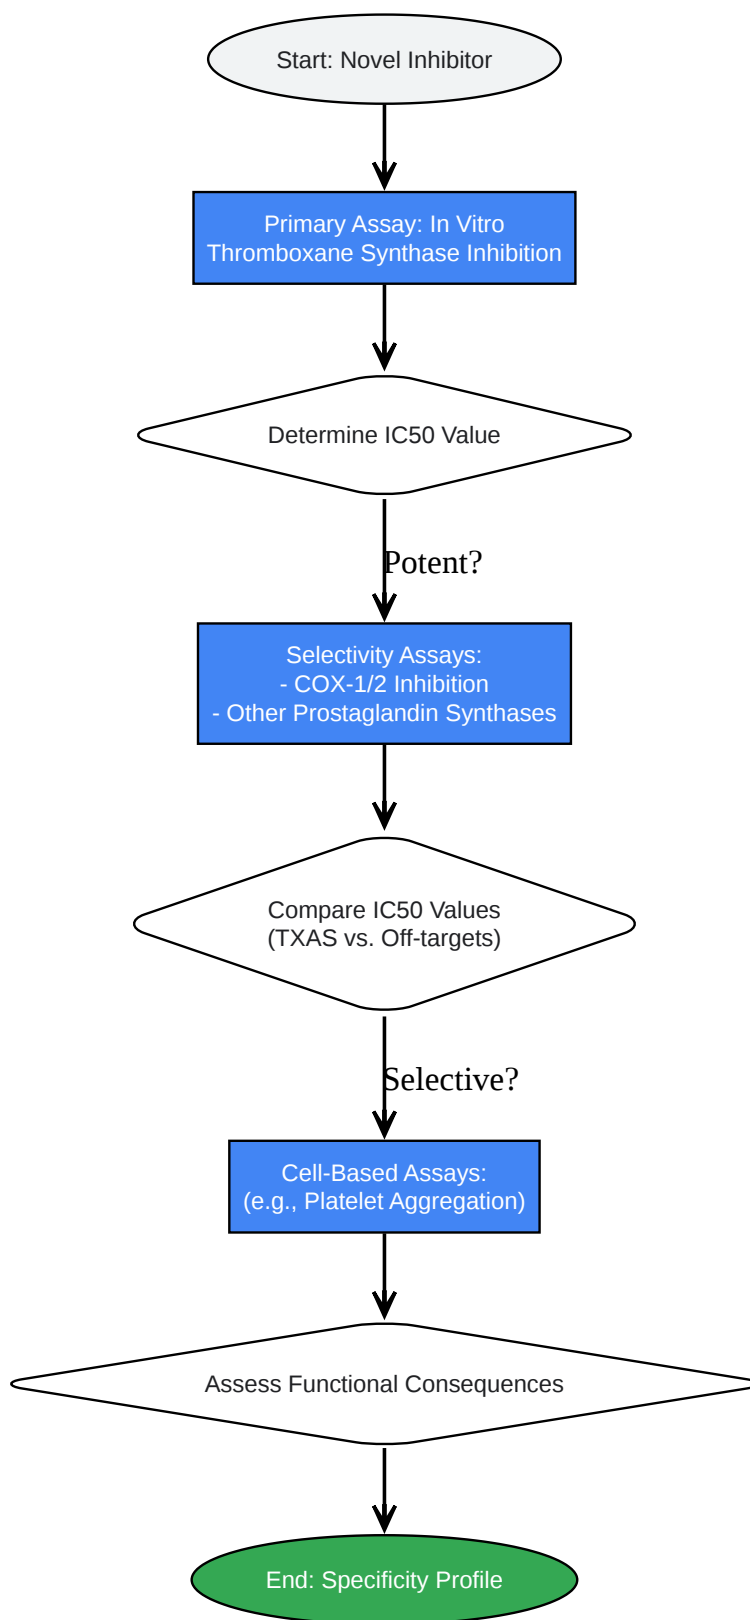 Start: Novel Inhibitor
Primary Assay: In Vitro
Thromboxane Synthase Inhibition
Determine IC50 Value
Potent?
Selectivity Assays:
- COX-1/2 Inhibition
- Other Prostaglandin Synthases
Compare IC50 Values
(TXAS vs. Off-targets)
Selective?
Cell-Based Assays:
(e.g., Platelet Aggregation)
Assess Functional Consequences
End: Specificity Profile